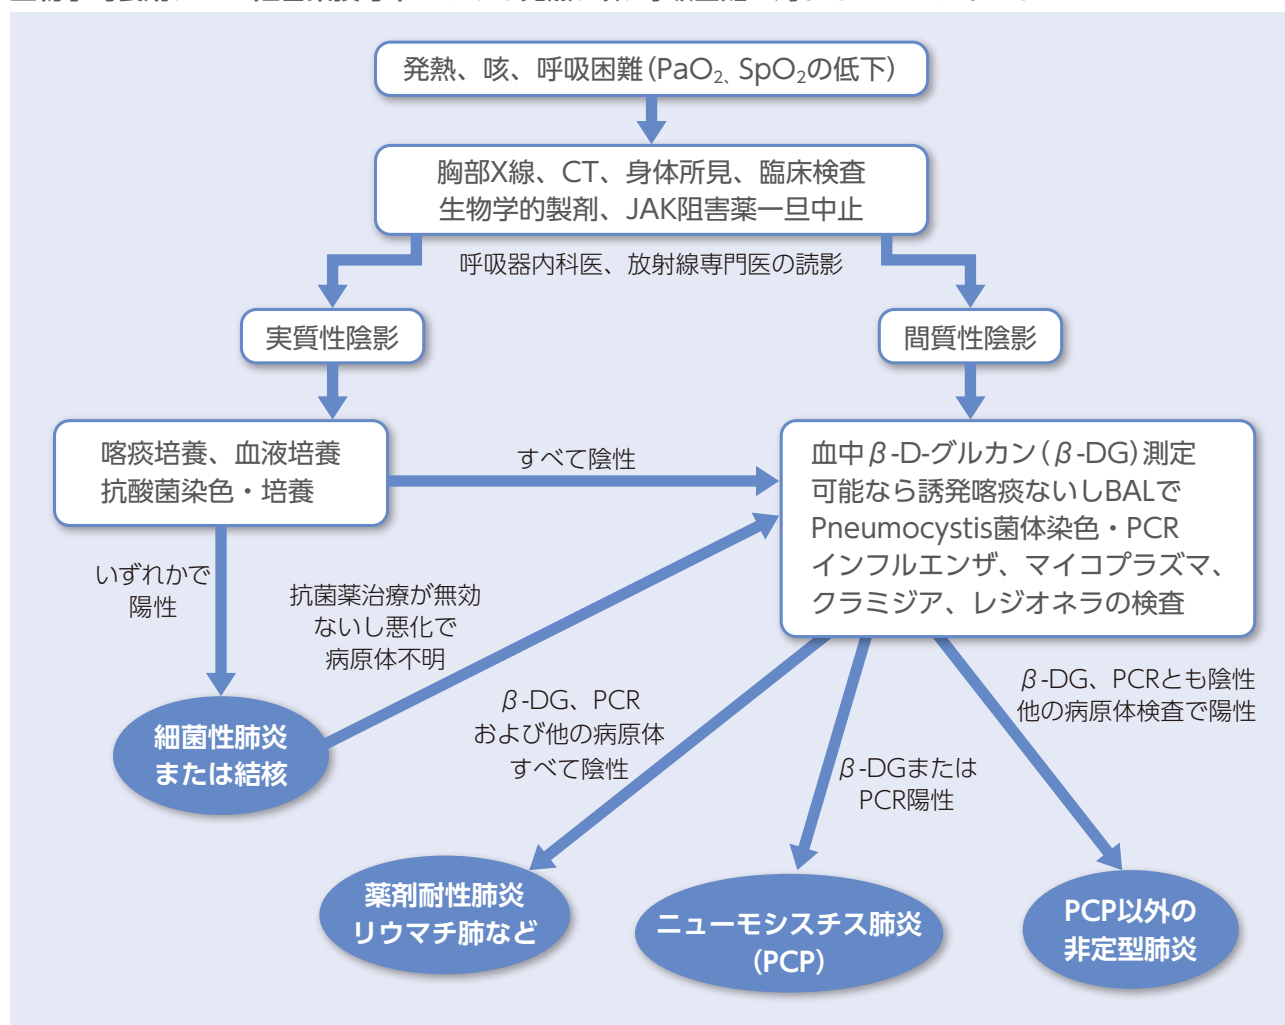 発熱、咳、呼吸困難(PaO₂、SpO₂の低下)
胸部X線、CT、身体所見、臨床検査
生物学的製剤、JAK阻害薬一旦中止
呼吸器内科医、放射線専門医の読影
実質性陰影
間質性陰影
喀痰培養、血液培養
抗酸菌染色・培養
すべて陰性
血中β-D-グルカン(β-DG)測定
可能なら誘発喀痰ないしBALで
Pneumocystis菌体染色・PCR
インフルエンザ、マイコプラズマ、
クラミジア、レジオネラの検査
いずれかで
陽性
抗菌薬治療が無効
ないし悪化で
病原体不明
細菌性肺炎
または結核
β-DG、PCR
および他の病原体
すべて陰性
β-DGまたは
PCR陽性
β-DG、PCRとも陰性
他の病原体検査で陽性
薬剤耐性肺炎
リウマチ肺など
ニューモシスチス肺炎
(PCP)
PCP以外の
非定型肺炎